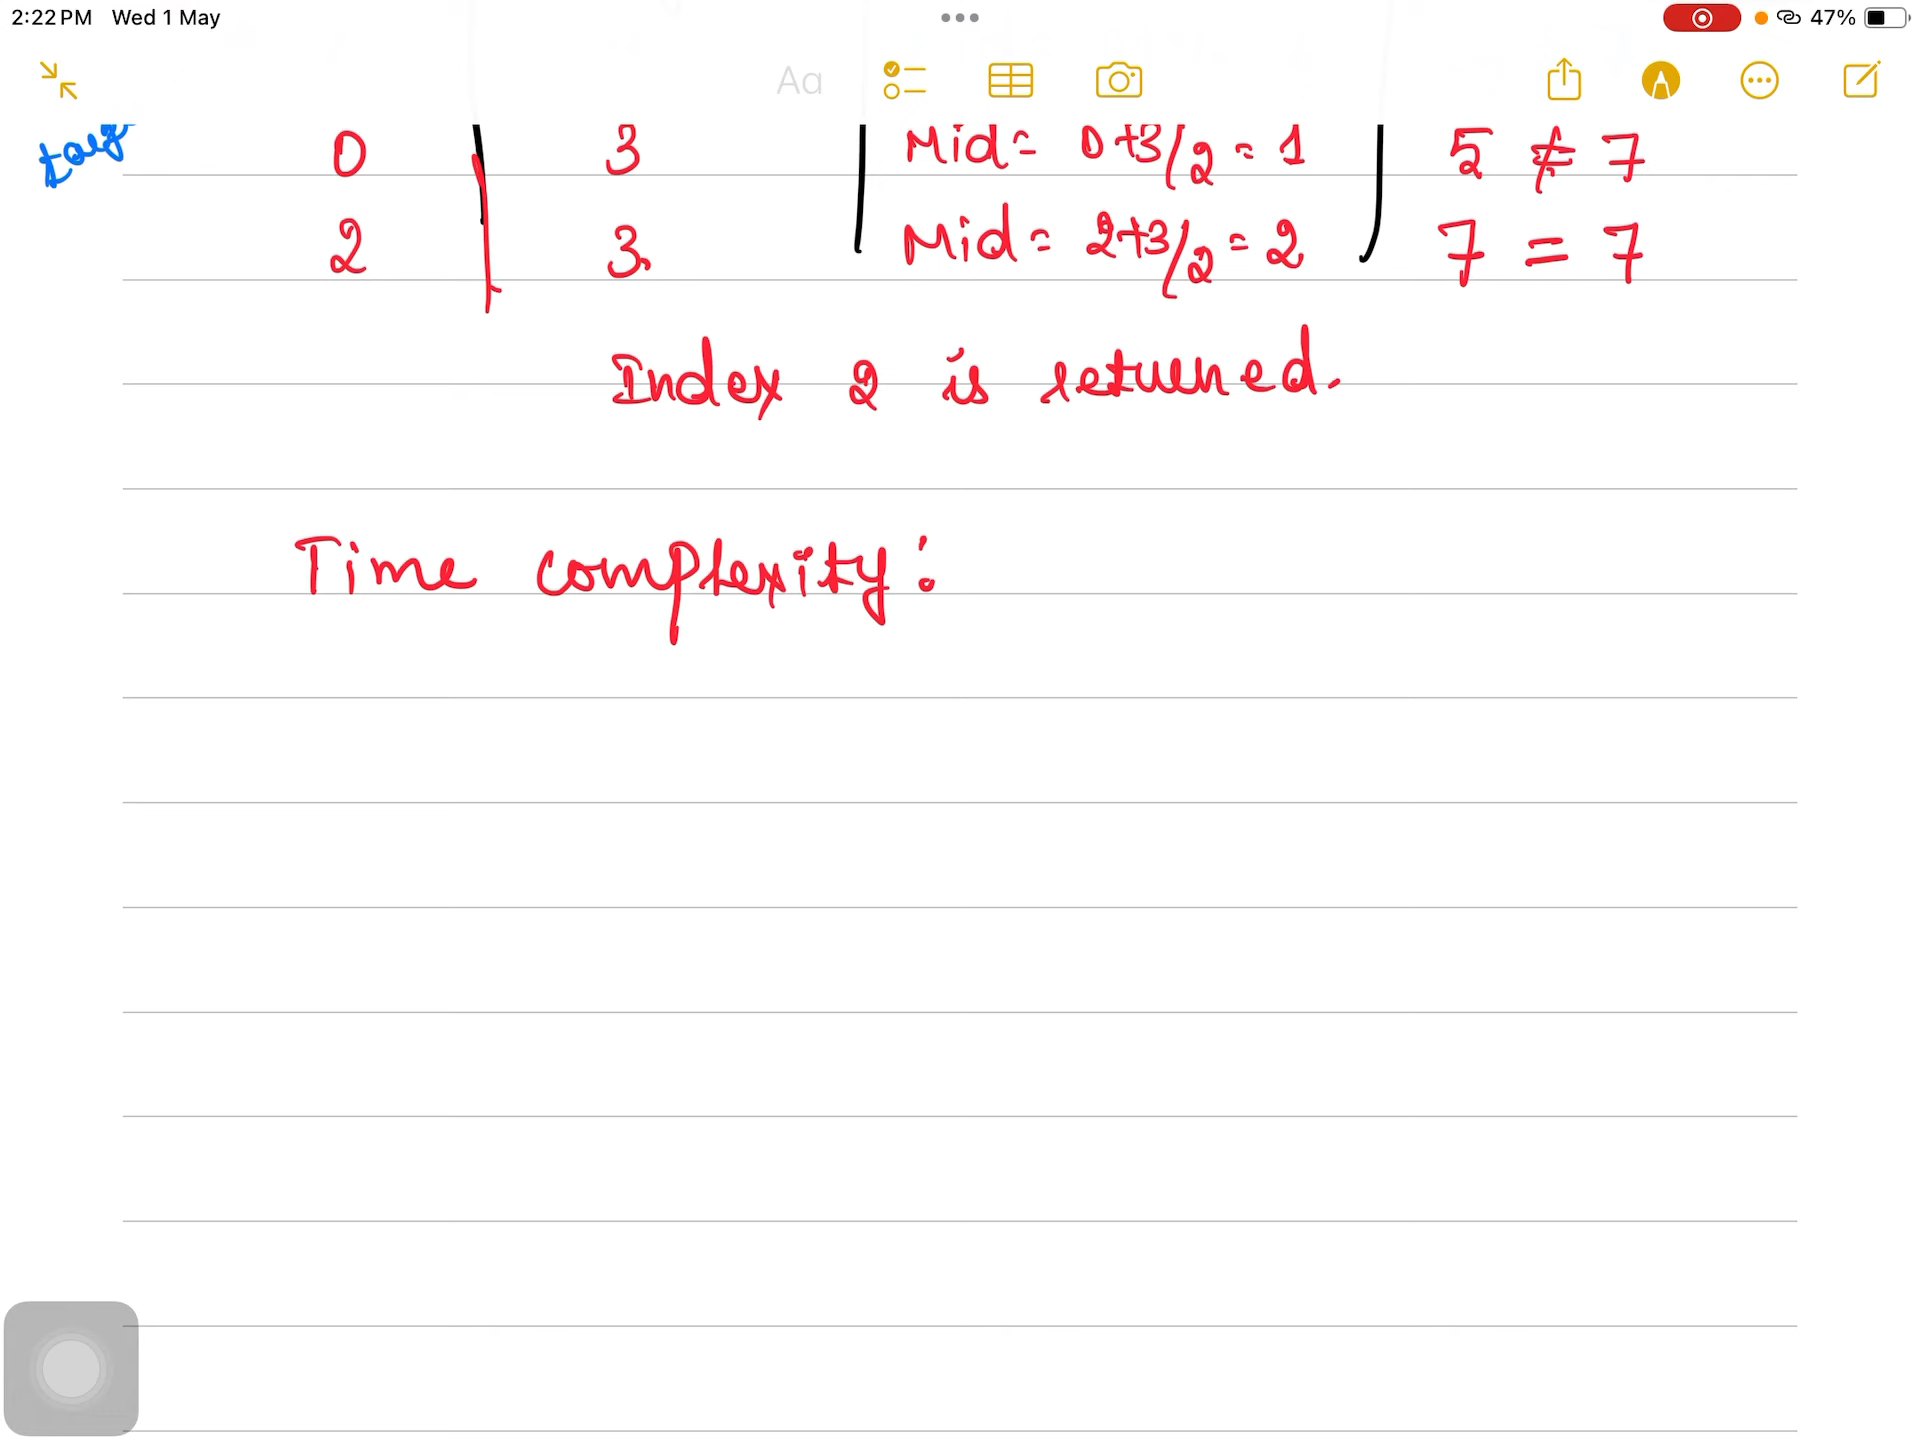 2:22 PM Wed 1 May
47%
Aa
0 3 Mid= 0+3/2 = 1 5 ≠ 7
2 3 Mid= 2+3/2 = 2 7 = 7
Index 2 is returned.
Time complexity: